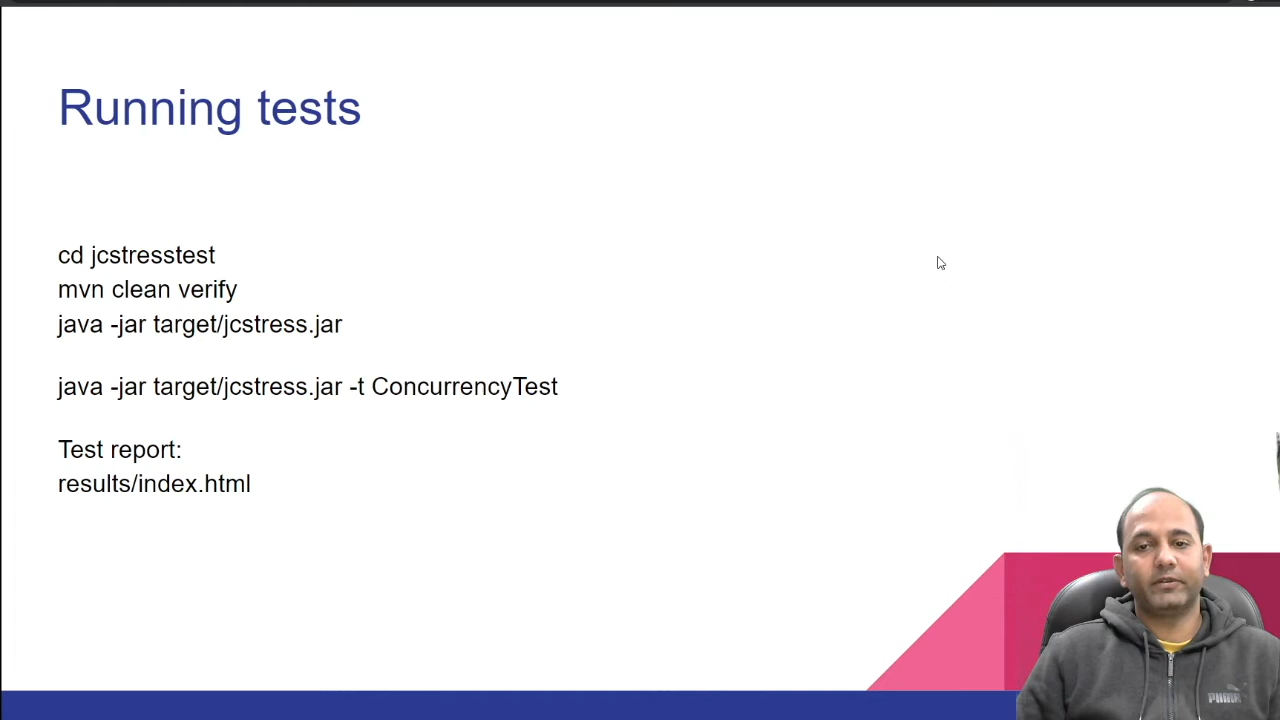 Running tests
cd jcstresstest
mvn clean verify
java -jar target/jcstress.jar
java -jar target/jcstress.jar -t ConcurrencyTest
Test report:
results/index.html
PUMA